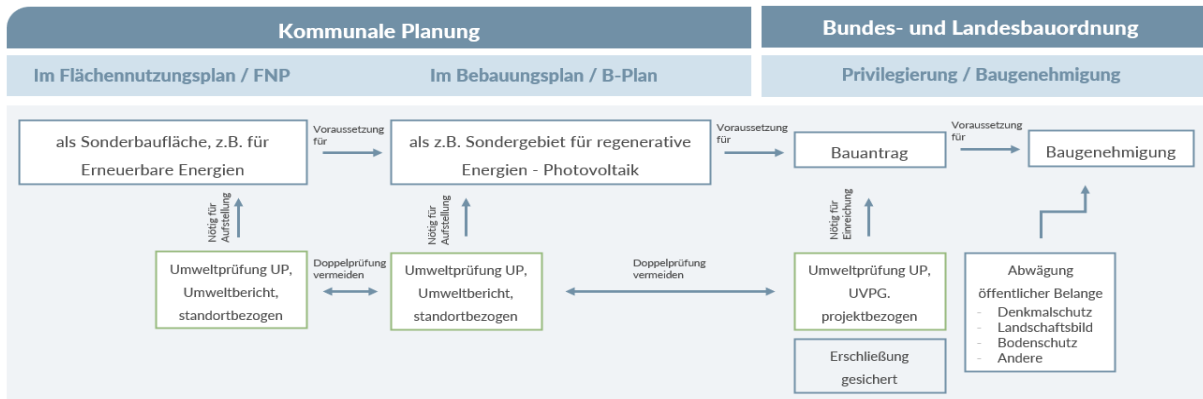 Kommunale Planung
Bundes- und Landesbauordnung
Im Flächennutzungsplan / FNP
Im Bebauungsplan / B-Plan
Privilegierung / Baugenehmigung
als Sonderbaufläche, z.B. für
Erneuerbare Energien
Voraussetzung
für
als z.B. Sondergebiet für regenerative
Energien - Photovoltaik
Voraussetzung
für
Bauantrag
Voraussetzung
für
Baugenehmigung
Nötig für
Aufstellung
Nötig für
Aufstellung
Nötig für
Einreichung
Umweltprüfung UP,
Umweltbericht,
standortbezogen
Doppelprüfung
vermeiden
Umweltprüfung UP,
Umweltbericht,
standortbezogen
Doppelprüfung
vermeiden
Umweltprüfung UP,
UVPG.
projektbezogen
Erschließung
gesichert
Abwägung
öffentlicher Belange
- Denkmalschutz
- Landschaftsbild
- Bodenschutz
- Andere